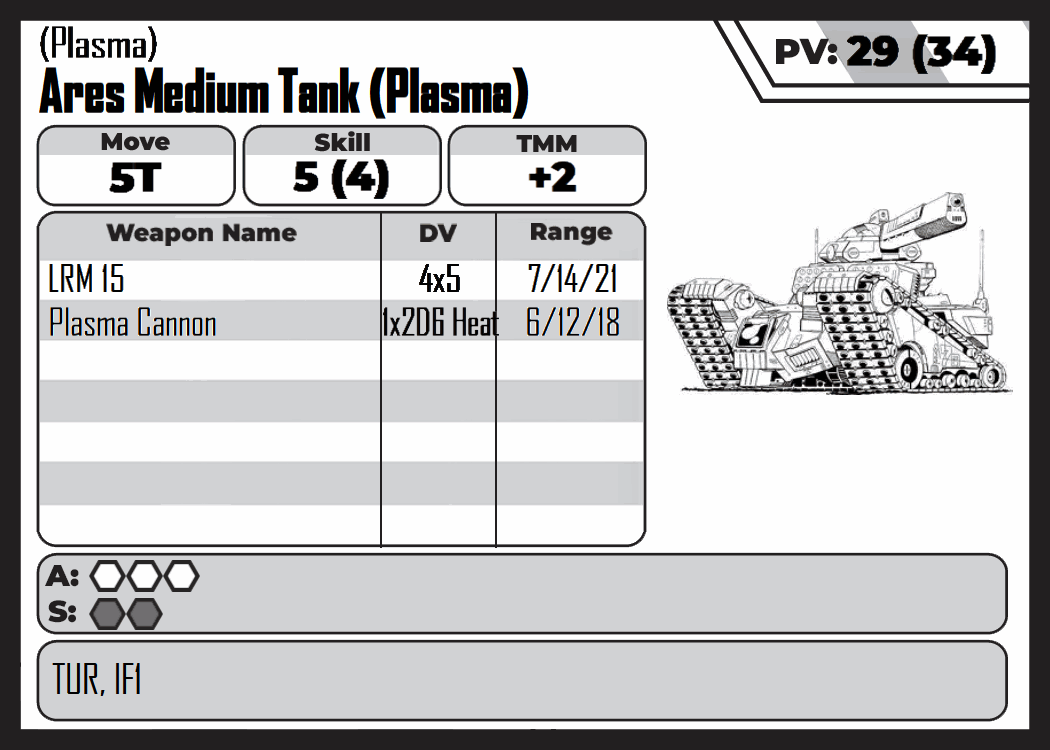 (Plasma)
Ares Medium Tank (Plasma)
PV: 29 (34)
Move Skill TMM
5T 5 (4) +2
Weapon Name DV Range
LRM 15 4x5 7/14/21
Plasma Cannon 1x2D6 Heat 6/12/18
A:
S:
TUR, IF1